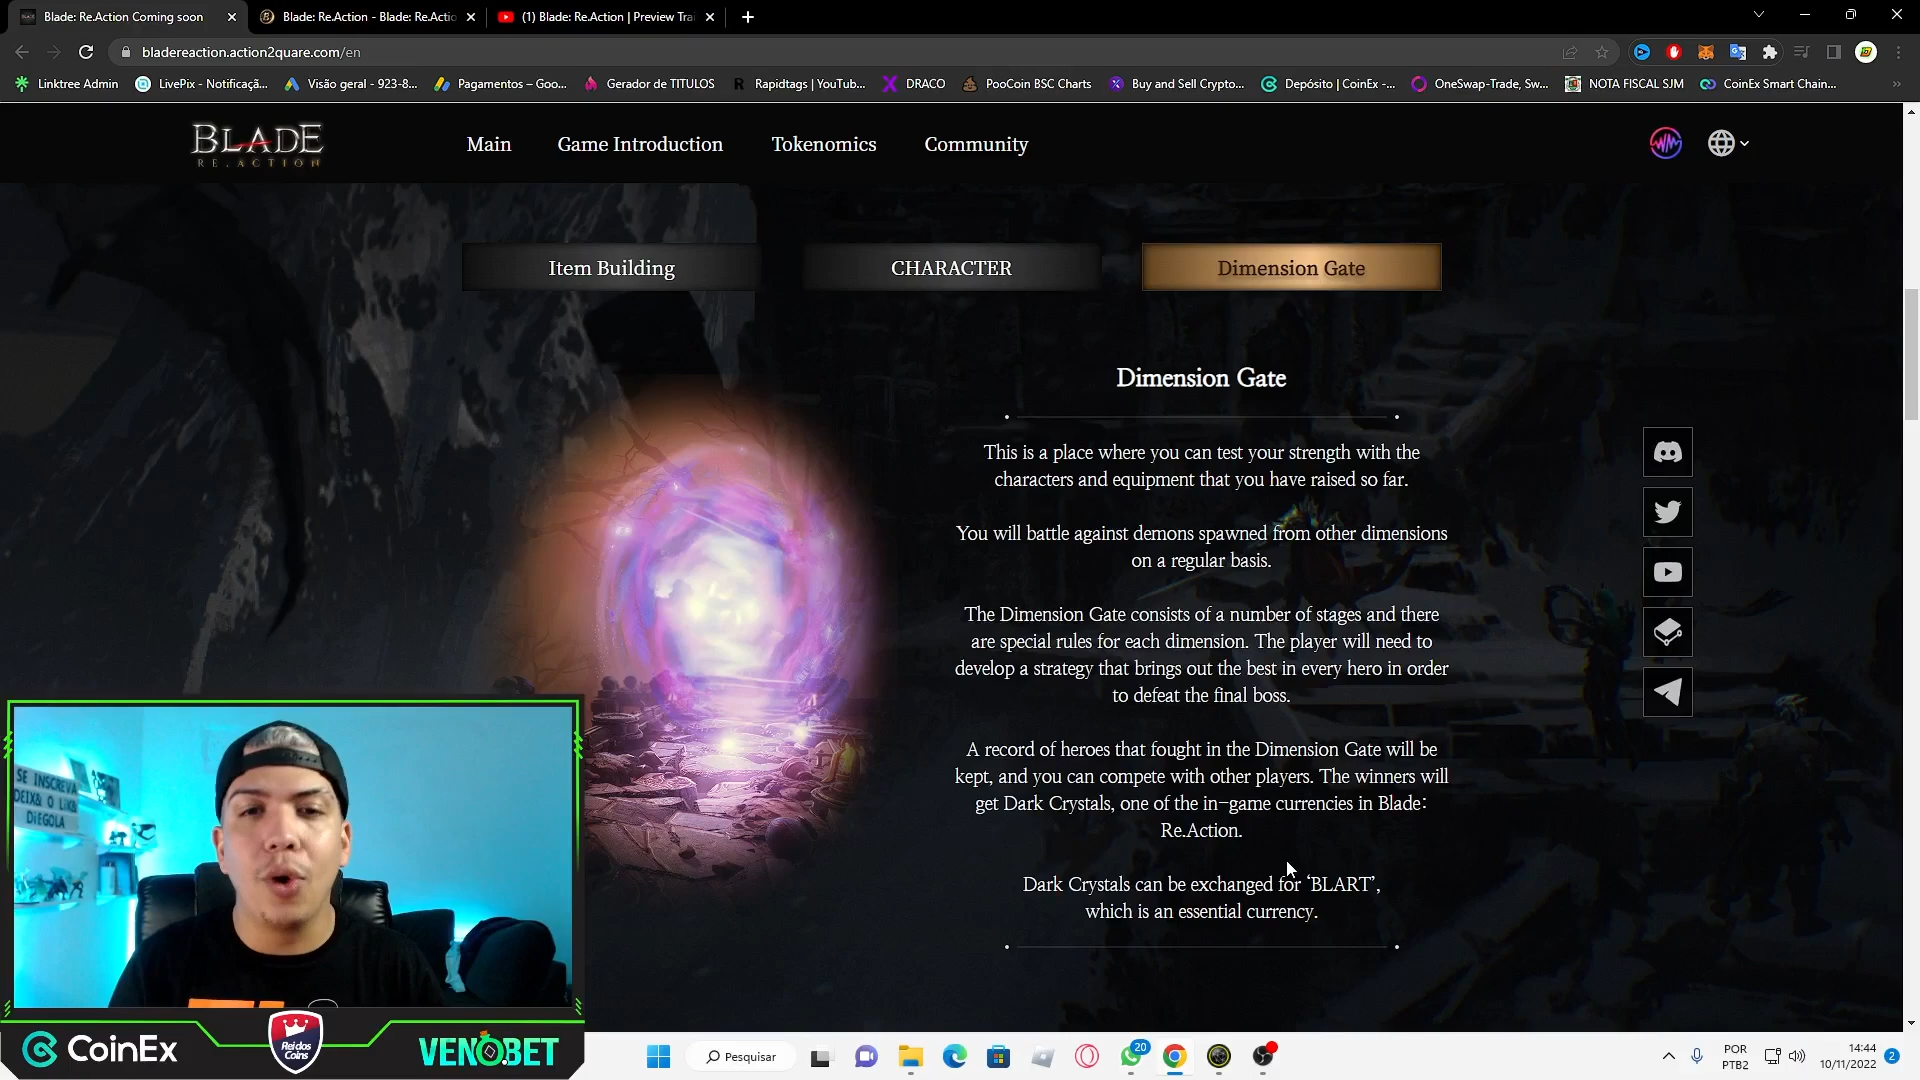 Blade: Re.Action Coming soon
Blade: Re.Action - Blade: Re.Actio
(1) Blade: Re.Action | Preview Trai
bladereaction.action2quare.com/en
Linktree Admin
LivePix - Notificaçã...
Visão geral - 923-8...
Pagamentos – Goo...
Gerador de TITULOS
Rapidtags | YouTub...
DRACO
PooCoin BSC Charts
Buy and Sell Crypto...
Depósito | CoinEx -...
OneSwap-Trade, Sw...
NOTA FISCAL SJM
CoinEx Smart Chain...
BLADE
RE.ACTION
Main
Game Introduction
Tokenomics
Community
Item Building
CHARACTER
Dimension Gate
Dimension Gate
This is a place where you can test your strength with the
characters and equipment that you have raised so far.
You will battle against demons spawned from other dimensions
on a regular basis.
The Dimension Gate consists of a number of stages and there
are special rules for each dimension. The player will need to
develop a strategy that brings out the best in every hero in order
to defeat the final boss.
A record of heroes that fought in the Dimension Gate will be
kept, and you can compete with other players. The winners will
get Dark Crystals, one of the in-game currencies in Blade:
Re.Action.
Dark Crystals can be exchanged for ‘BLART’,
which is an essential currency.
SE INSCREVA
DEIXA O LIKE
DIEGOLA
CoinEx
Rei dos
Coins
VENOBET
Pesquisar
20
POR
PTB2
14:44
10/11/2022
2